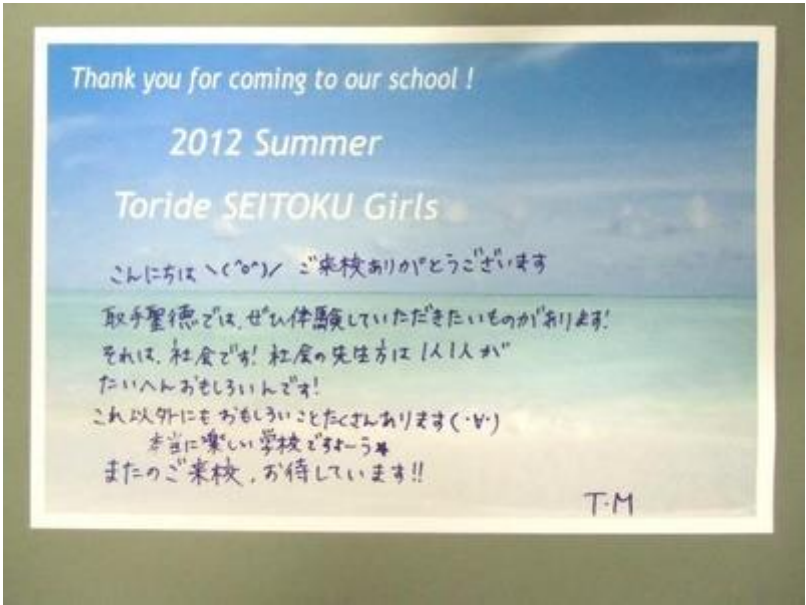 Thank you for coming to our school !
2012 Summer
Toride SEITOKU Girls
こんにちは \(^o^)/ ご来校ありがとうございます
取手聖徳では、ぜひ体験していただきたいものがあります!
それは、社会です! 社会の先生方は1人1人が
たいへんおもしろいんです!
これ以外にもおもしろいことたくさんあります(・∀・)
本当に楽しい学校ですよーう★
またのご来校、お待しています!!
T・M